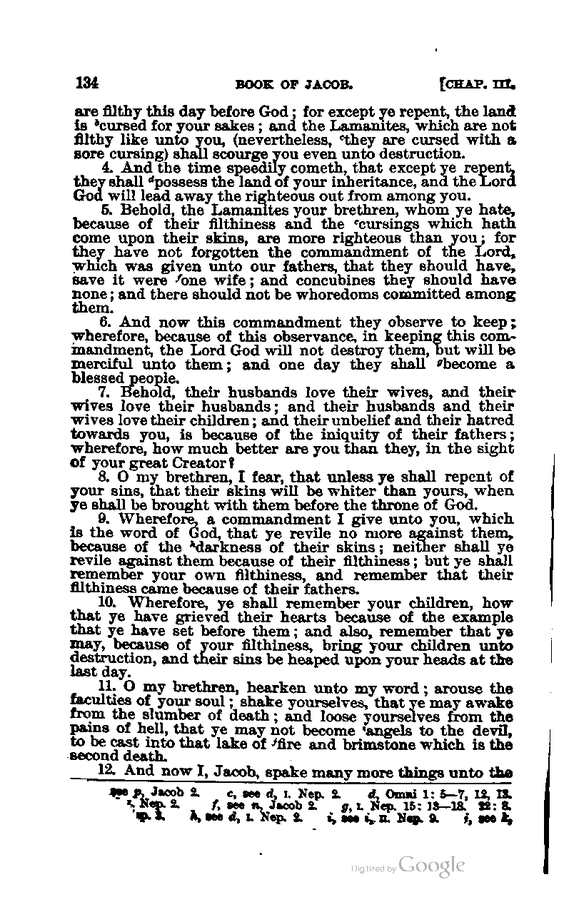 134 BOOK OF JACOB. [CHAP. III.
are filthy this day before God; for except ye repent, the land
is ᵇcursed for your sakes; and the Lamanites, which are not
filthy like unto you, (nevertheless, ᶜthey are cursed with a
sore cursing) shall scourge you even unto destruction.
4. And the time speedily cometh, that except ye repent,
they shall ᵈpossess the land of your inheritance, and the Lord
God will lead away the righteous out from among you.
5. Behold, the Lamanites your brethren, whom ye hate,
because of their filthiness and the ᵉcursings which hath
come upon their skins, are more righteous than you; for
they have not forgotten the commandment of the Lord,
which was given unto our fathers, that they should have,
save it were ᶠone wife; and concubines they should have
none; and there should not be whoredoms committed among
them.
6. And now this commandment they observe to keep;
wherefore, because of this observance, in keeping this com-
mandment, the Lord God will not destroy them, but will be
merciful unto them; and one day they shall ᵍbecome a
blessed people.
7. Behold, their husbands love their wives, and their
wives love their husbands; and their husbands and their
wives love their children; and their unbelief and their hatred
towards you, is because of the iniquity of their fathers;
wherefore, how much better are you than they, in the sight
of your great Creator?
8. O my brethren, I fear, that unless ye shall repent of
your sins, that their skins will be whiter than yours, when
ye shall be brought with them before the throne of God.
9. Wherefore, a commandment I give unto you, which
is the word of God, that ye revile no more against them,
because of the ʰdarkness of their skins; neither shall ye
revile against them because of their filthiness; but ye shall
remember your own filthiness, and remember that their
filthiness came because of their fathers.
10. Wherefore, ye shall remember your children, how
that ye have grieved their hearts because of the example
that ye have set before them; and also, remember that ye
may, because of your filthiness, bring your children unto
destruction, and their sins be heaped upon your heads at the
last day.
11. O my brethren, hearken unto my word; arouse the
faculties of your soul; shake yourselves, that ye may awake
from the slumber of death; and loose yourselves from the
pains of hell, that ye may not become ⁱangels to the devil,
to be cast into that lake of ʲfire and brimstone which is the
second death.
12. And now I, Jacob, spake many more things unto the
see p, Jacob 2. c, see d, 1. Nep. 2. d, Omni 1: 5—7, 12, 13.
Nep. 2. f, see n, Jacob 2. g, 1. Nep. 15: 13—18. 22: 8.
h, see d, 1. Nep. 2. i, see i, II. Nep. 9. j, see k,
Digitized by Google